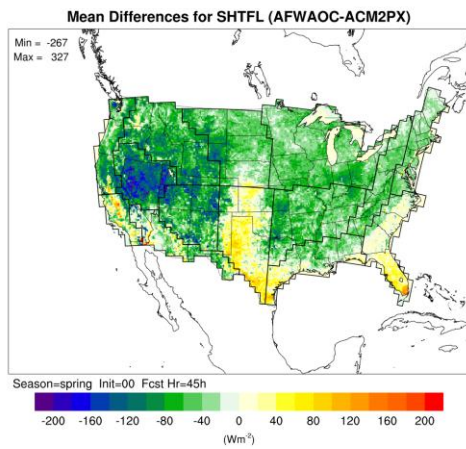 Mean Differences for SHTFL (AFWAOC-ACM2PX)
Min = -267
Max = 327
Season=spring Init=00 Fcst Hr=45h
-200 -160 -120 -80 -40 0 40 80 120 160 200
(Wm-2)